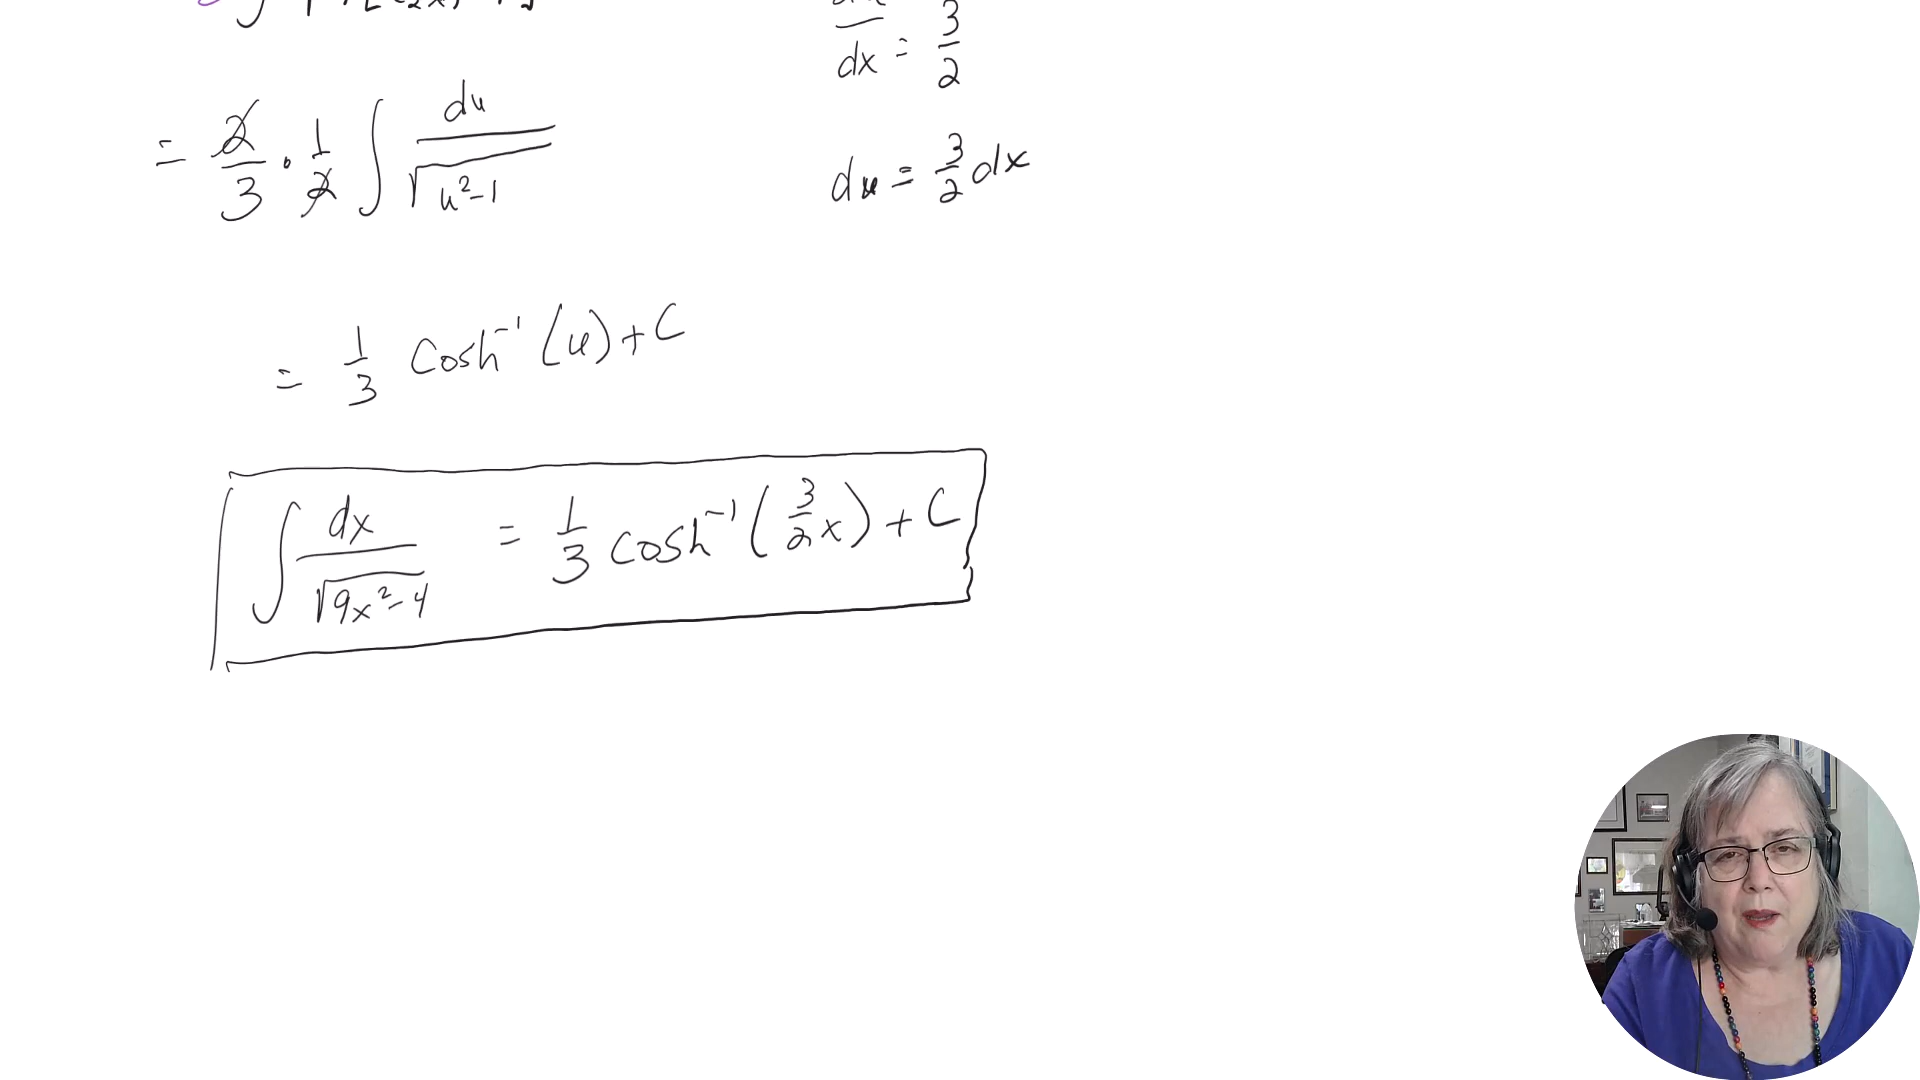 dx = 3/2
= 2/3 · 1/2 ∫ du/√(u²-1)
du = 3/2 dx
= 1/3 cosh⁻¹(u) + C
∫ dx/√(9x²-4) = 1/3 cosh⁻¹(3/2 x) + C